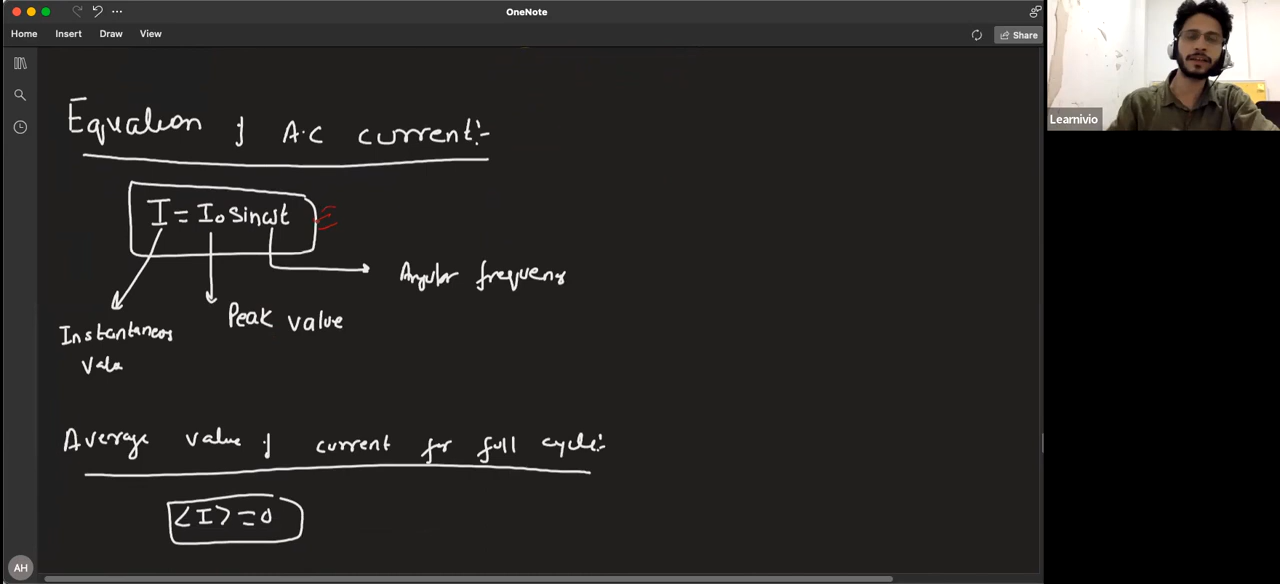 OneNote
Home Insert Draw View
Share
Learnivio
Equation of A.C current:-
I = I₀ sinωt
Angular frequency
Peak value
Instantaneous
Value
Average value of current for full cycle:-
<I> = 0
AH